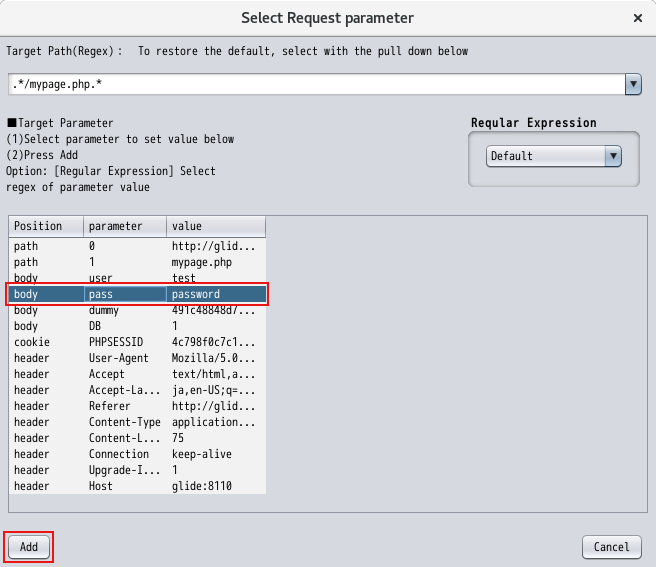 Select Request parameter
×
Target Path(Regex)： To restore the default, select with the pull down below
.*/mypage.php.*
■Target Parameter
(1)Select parameter to set value below
(2)Press Add
Option: [Regular Expression] Select
regex of parameter value
Reqular Expression
Default
Position parameter value
path 0 http://glid...
path 1 mypage.php
body user test
body pass password
body dummy 491c48848d7...
body DB 1
cookie PHPSESSID 4c798f0c7c1...
header User-Agent Mozilla/5.0...
header Accept text/html,a...
header Accept-La... ja,en-US;q=...
header Referer http://glid...
header Content-Type application...
header Content-L... 75
header Connection keep-alive
header Upgrade-I... 1
header Host glide:8110
Add
Cancel